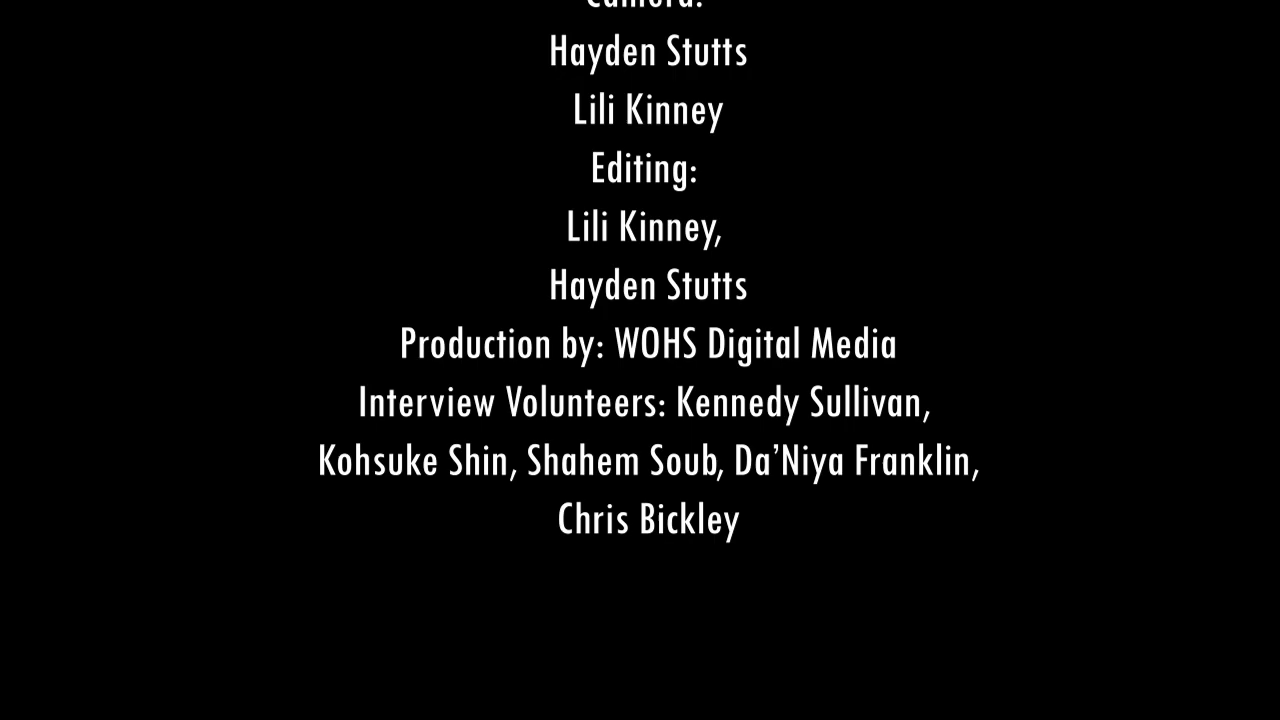 Camera:
Hayden Stutts
Lili Kinney
Editing:
Lili Kinney,
Hayden Stutts
Production by: WOHS Digital Media
Interview Volunteers: Kennedy Sullivan,
Kohsuke Shin, Shahem Soub, Da’Niya Franklin,
Chris Bickley